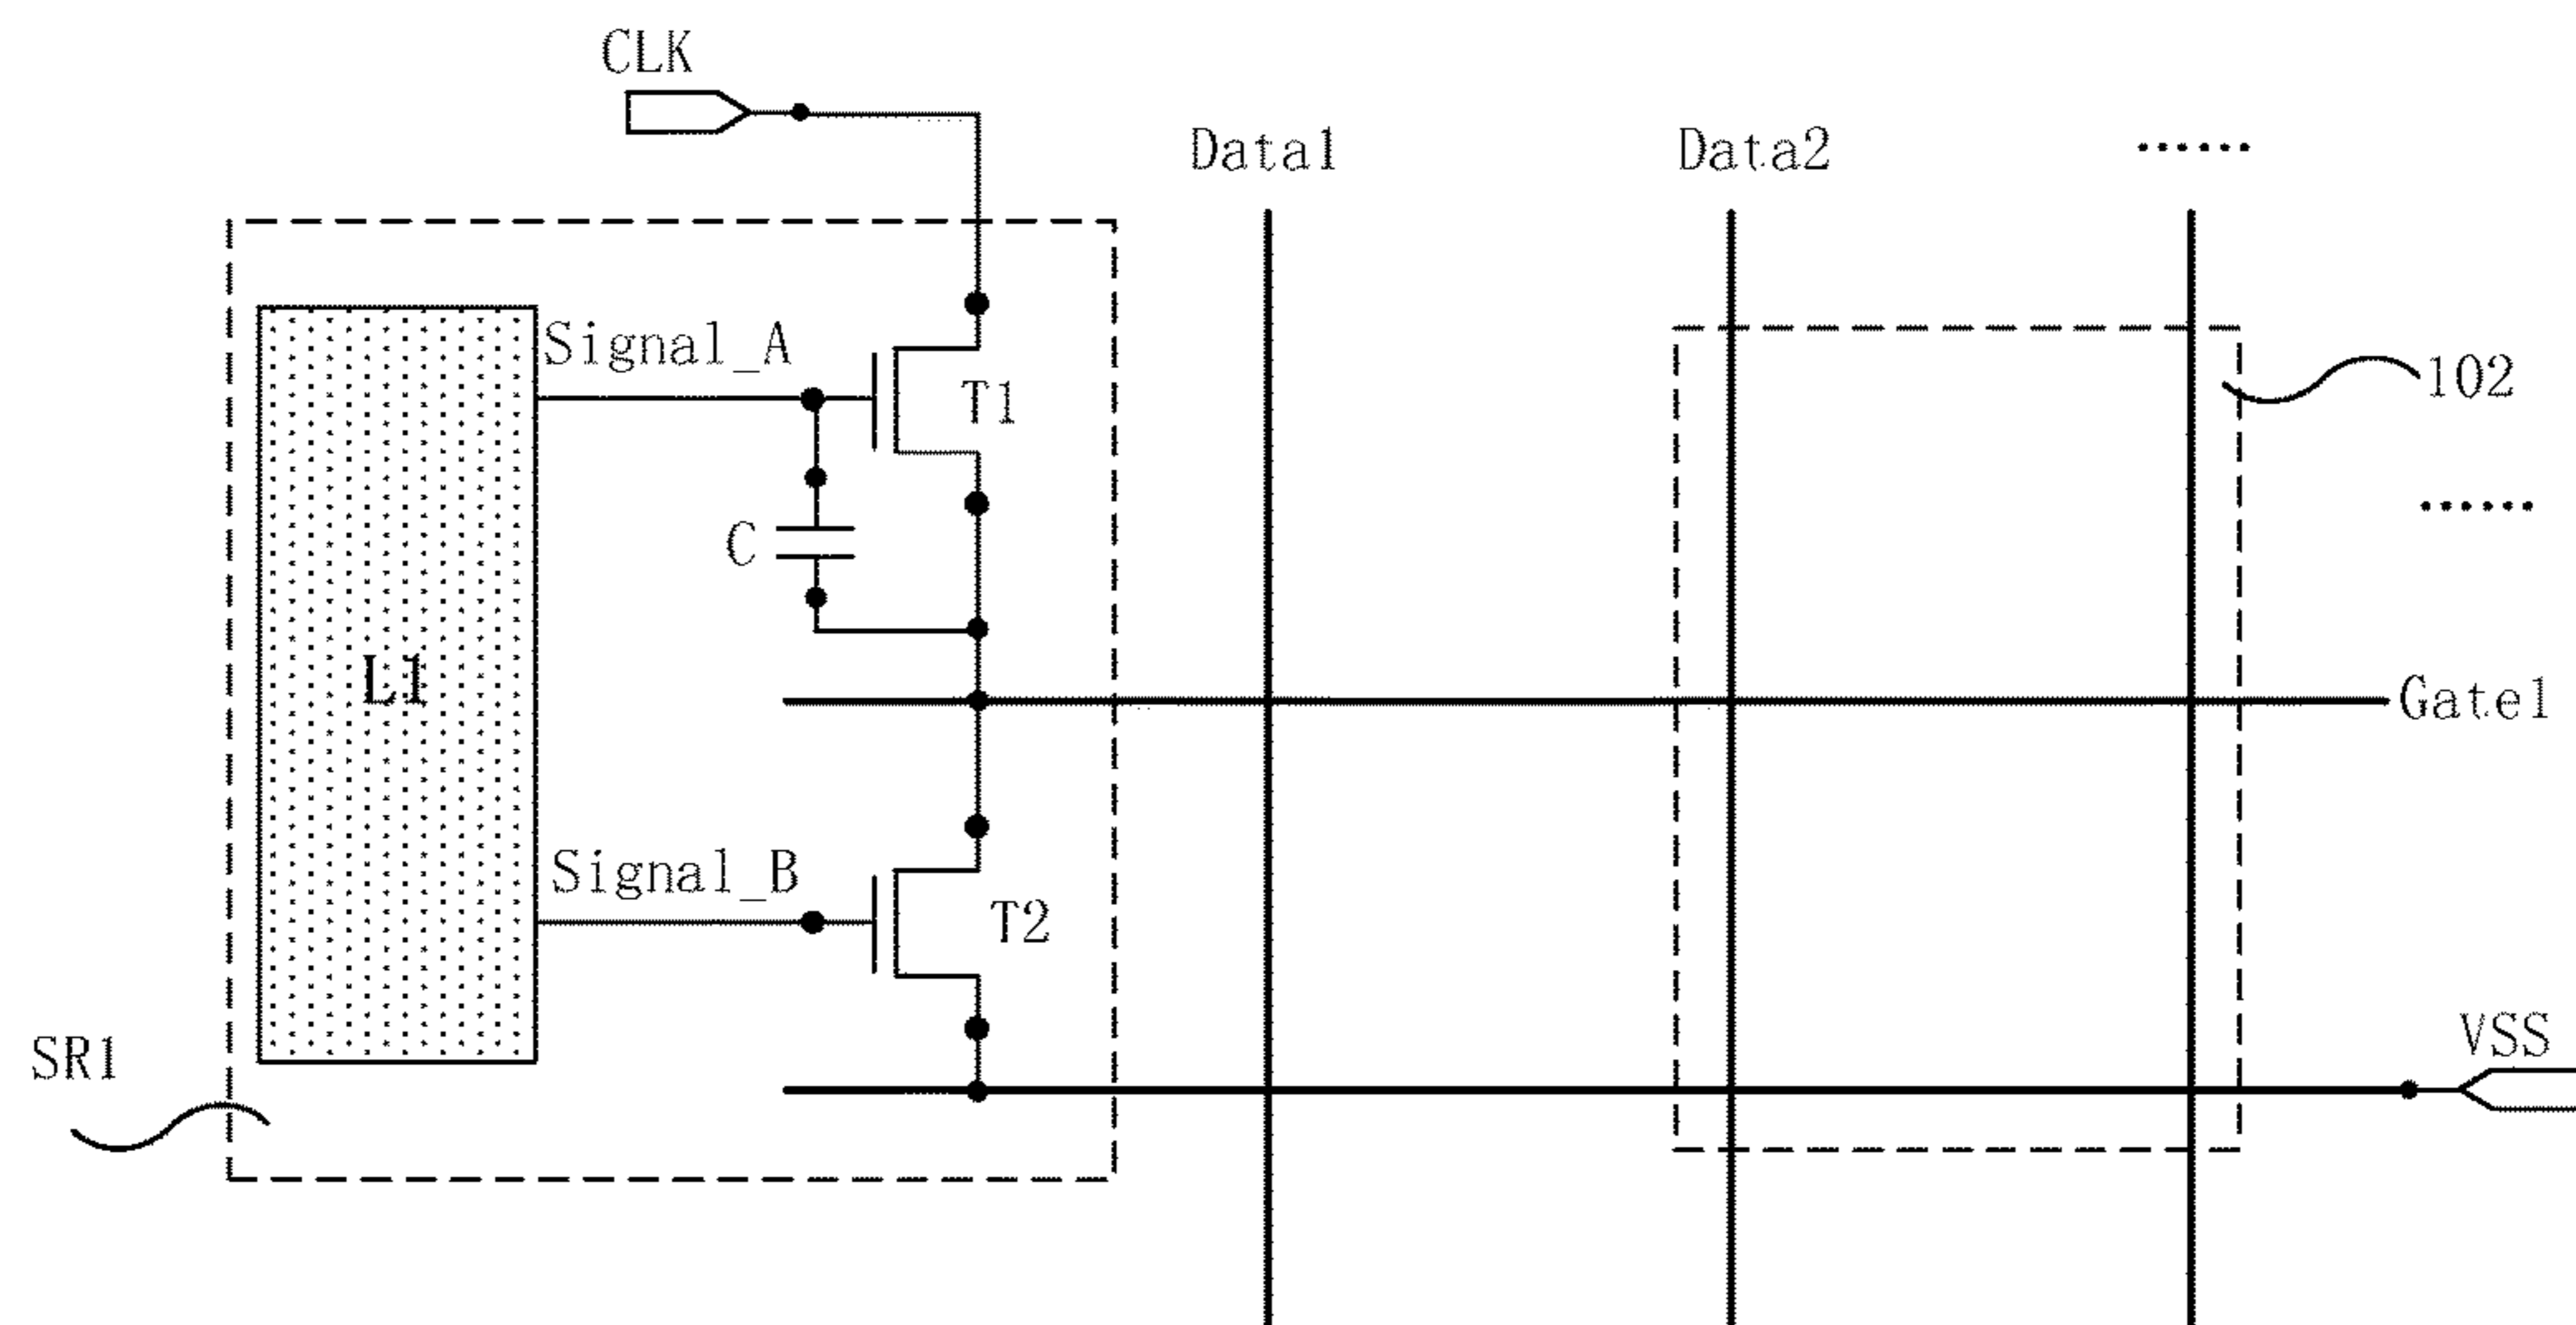 CLK
Data1
Data2
......
Signal_A
T1
102
......
C
L1
Gate1
Signal_B
T2
SR1
VSS